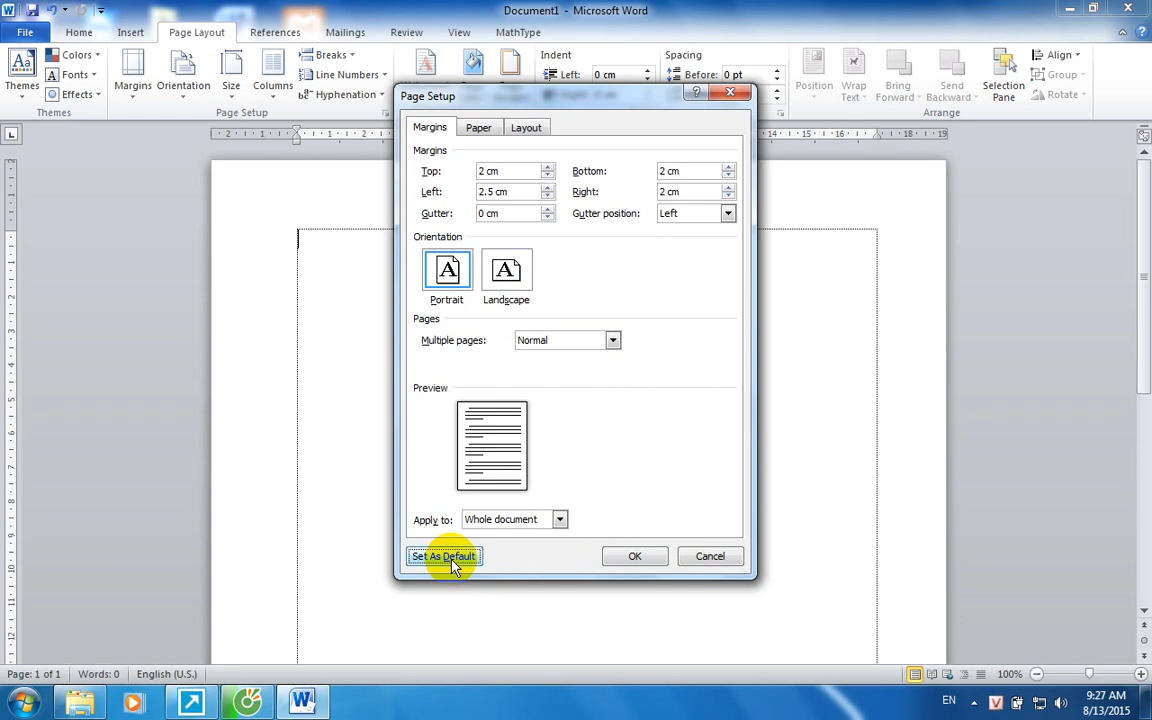 Document1 - Microsoft Word
File Home Insert Page Layout References Mailings Review View MathType
Colors Breaks Indent Spacing Align
Fonts Line Numbers Left: 0 cm Before: 0 pt Group
Effects Hyphenation Rotate
Themes Margins Orientation Size Columns Position Wrap Text Bring Forward Send Backward Selection Pane
Themes Page Setup Arrange
Page Setup
Margins Paper Layout
Margins
Top: 2 cm Bottom: 2 cm
Left: 2.5 cm Right: 2 cm
Gutter: 0 cm Gutter position: Left
Orientation
Portrait Landscape
Pages
Multiple pages: Normal
Preview
Apply to: Whole document
Set As Default OK Cancel
Page: 1 of 1 Words: 0 English (U.S.) 100%
EN 9:27 AM
8/13/2015